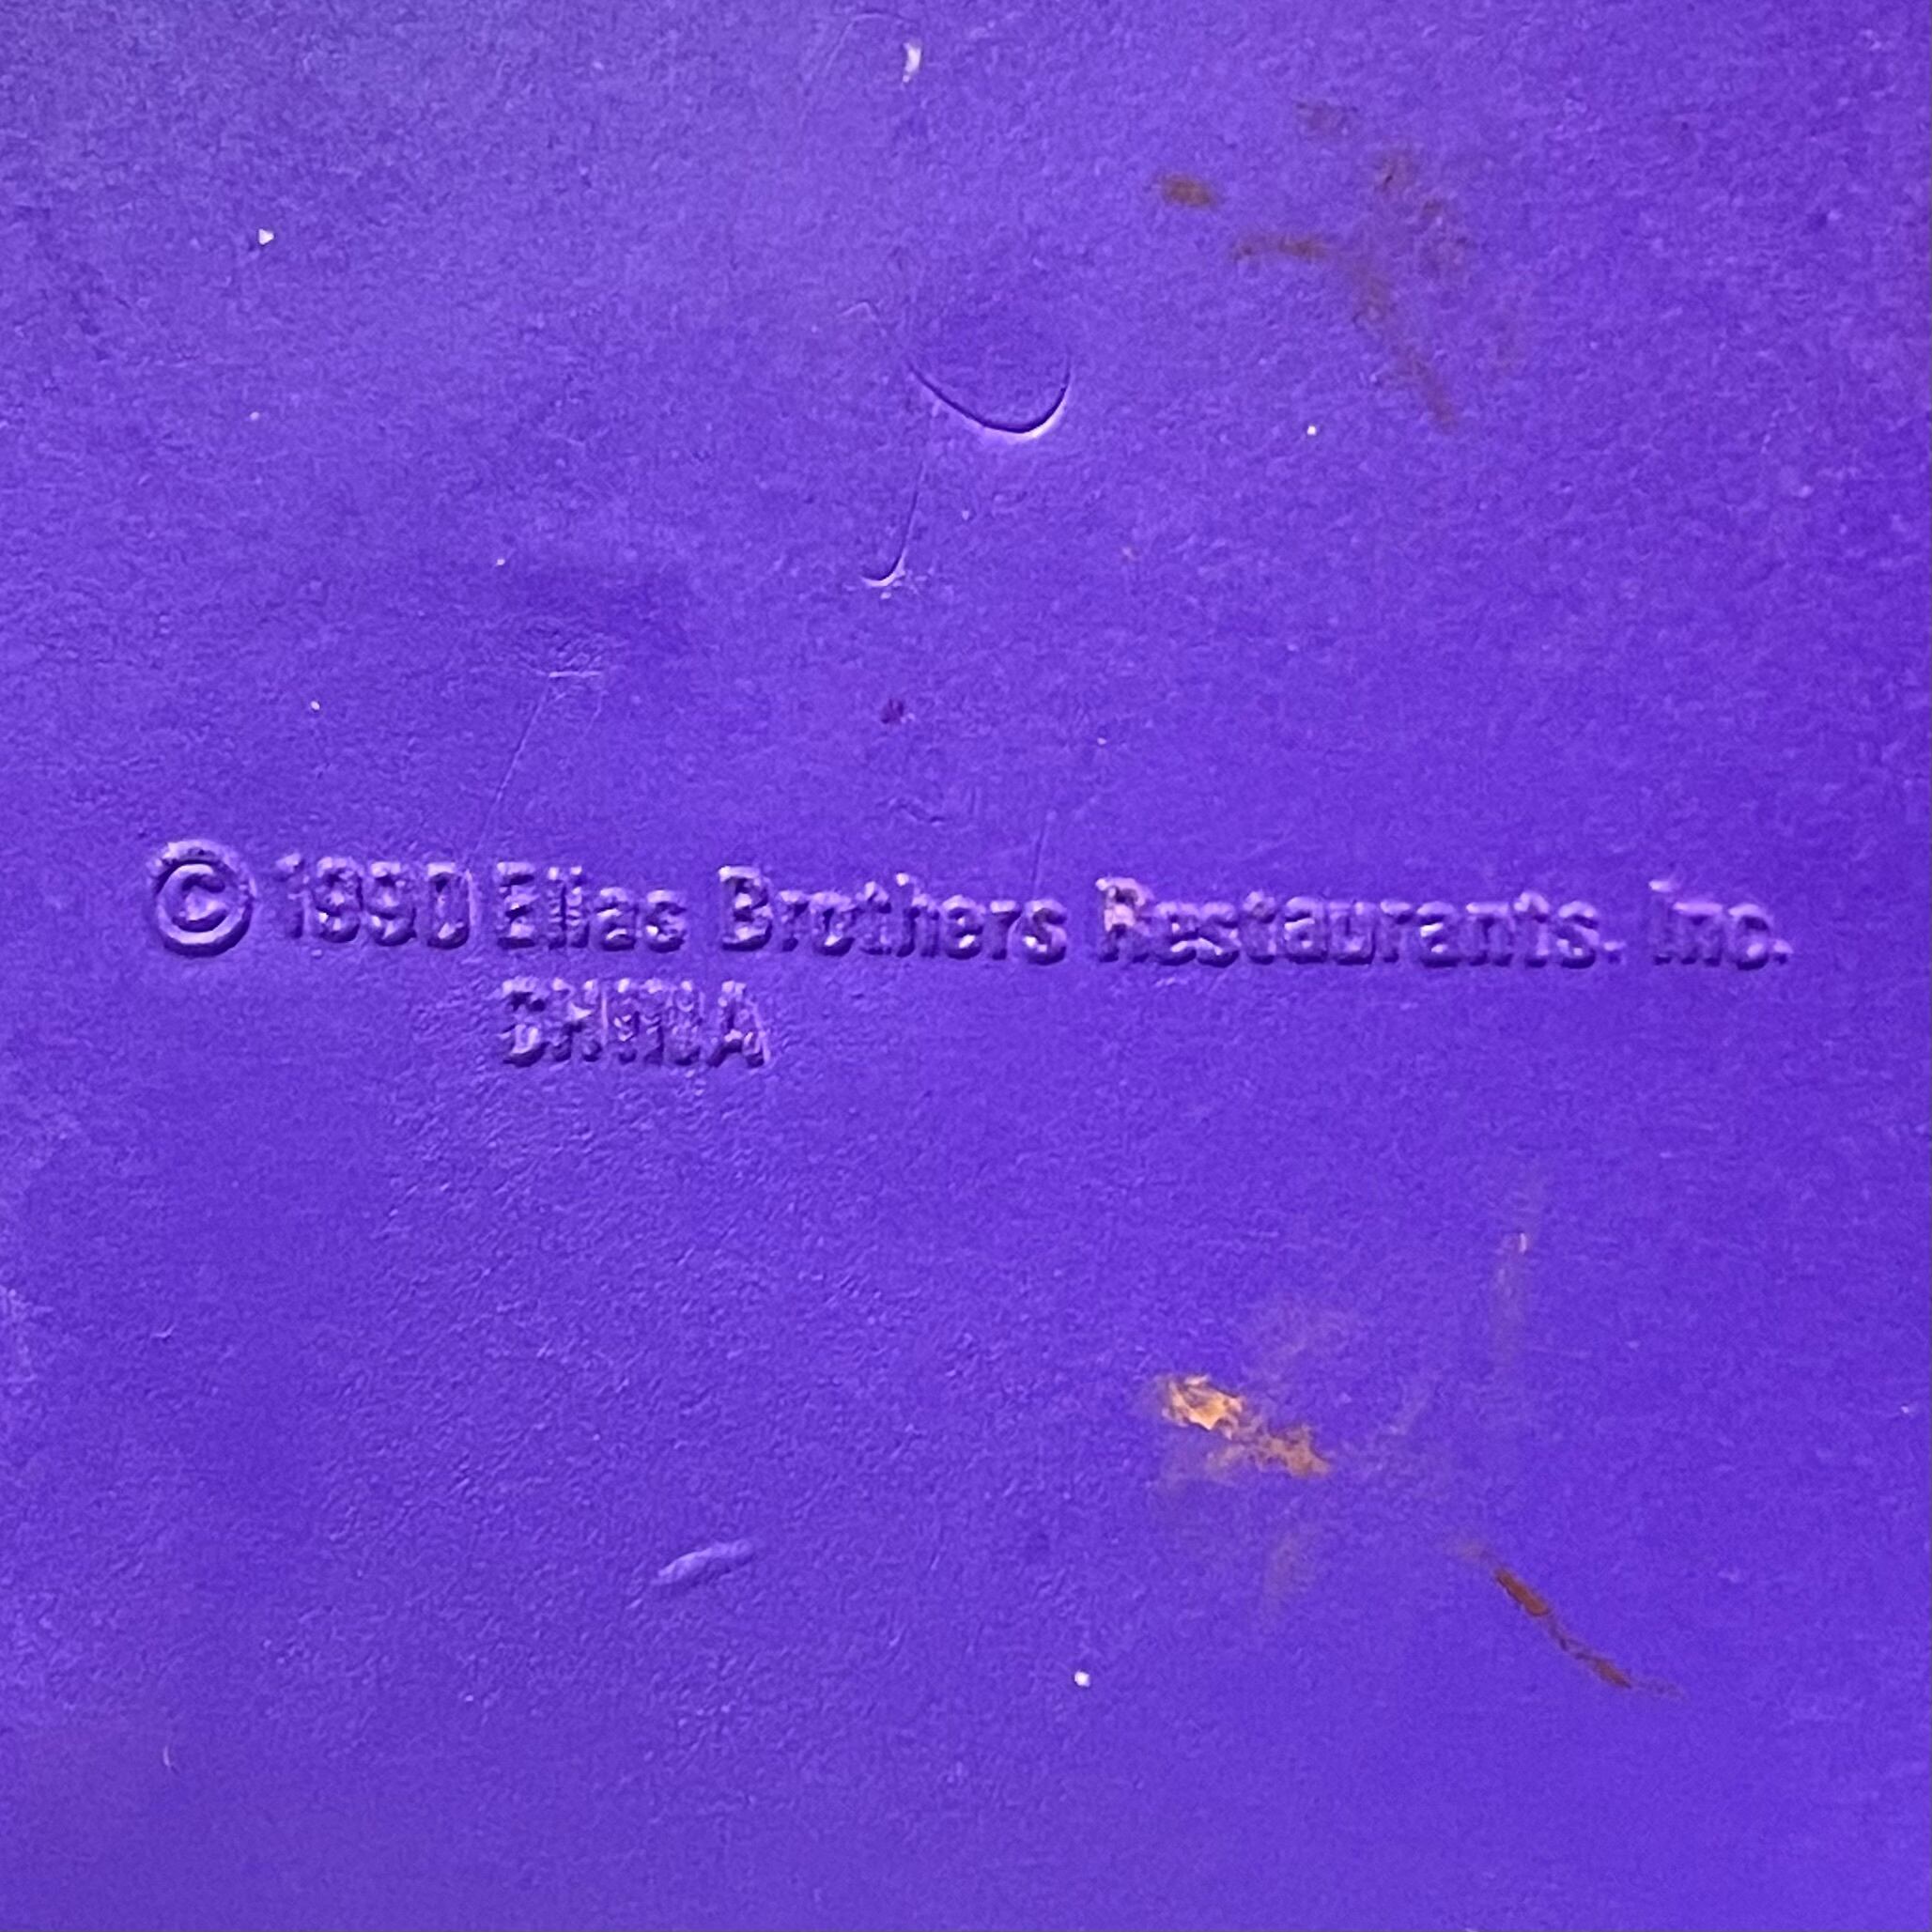 © 1990 Elias Brothers Restaurants. Inc.
CHINA